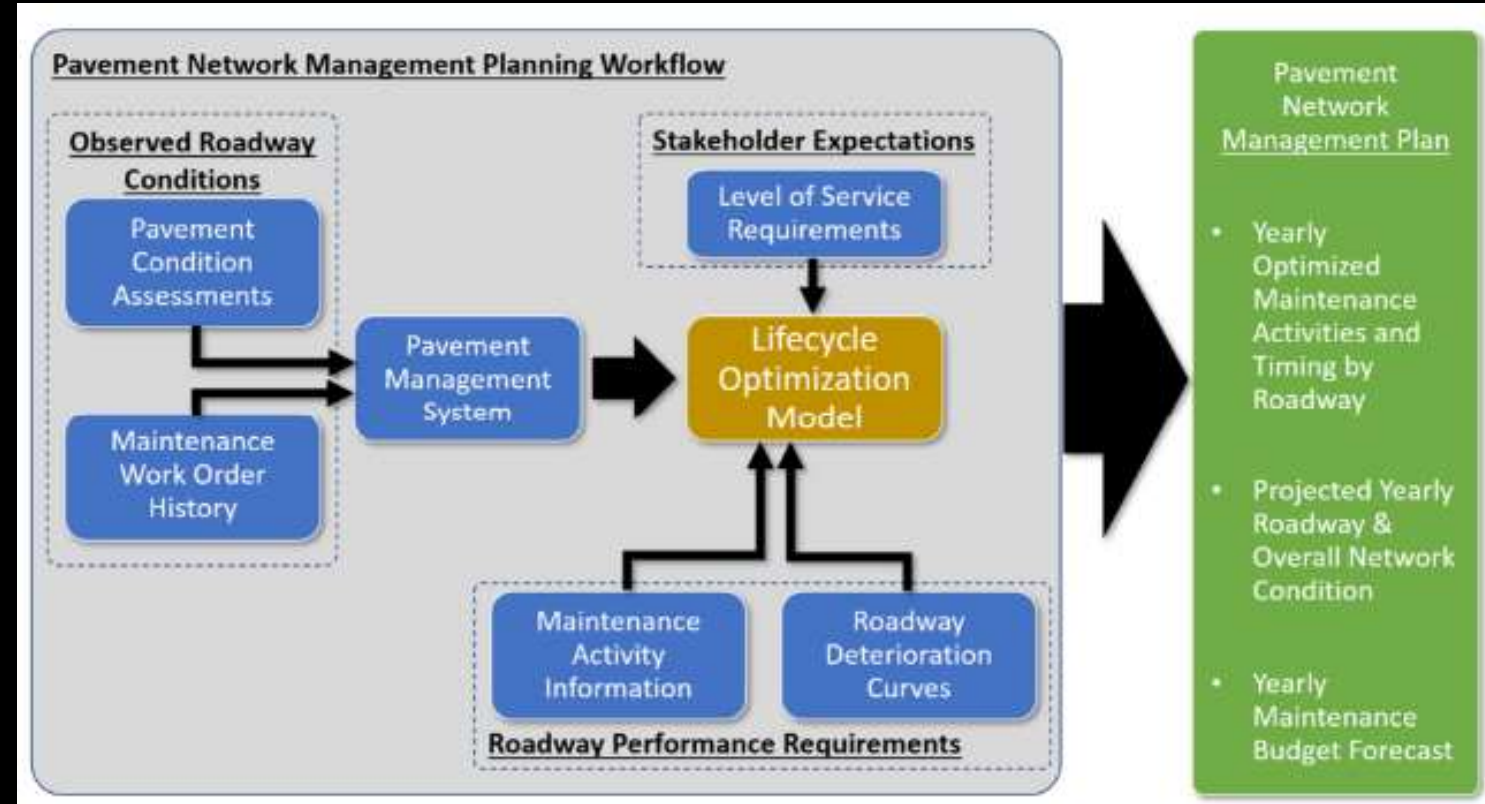 Pavement Network Management Planning Workflow
Observed Roadway
Conditions
Pavement
Condition
Assessments
Maintenance
Work Order
History
Pavement
Management
System
Stakeholder Expectations
Level of Service
Requirements
Lifecycle
Optimization
Model
Maintenance
Activity
Information
Roadway
Deterioration
Curves
Roadway Performance Requirements
Pavement
Network
Management Plan
• Yearly
Optimized
Maintenance
Activities and
Timing by
Roadway
• Projected Yearly
Roadway &
Overall Network
Condition
• Yearly
Maintenance
Budget Forecast